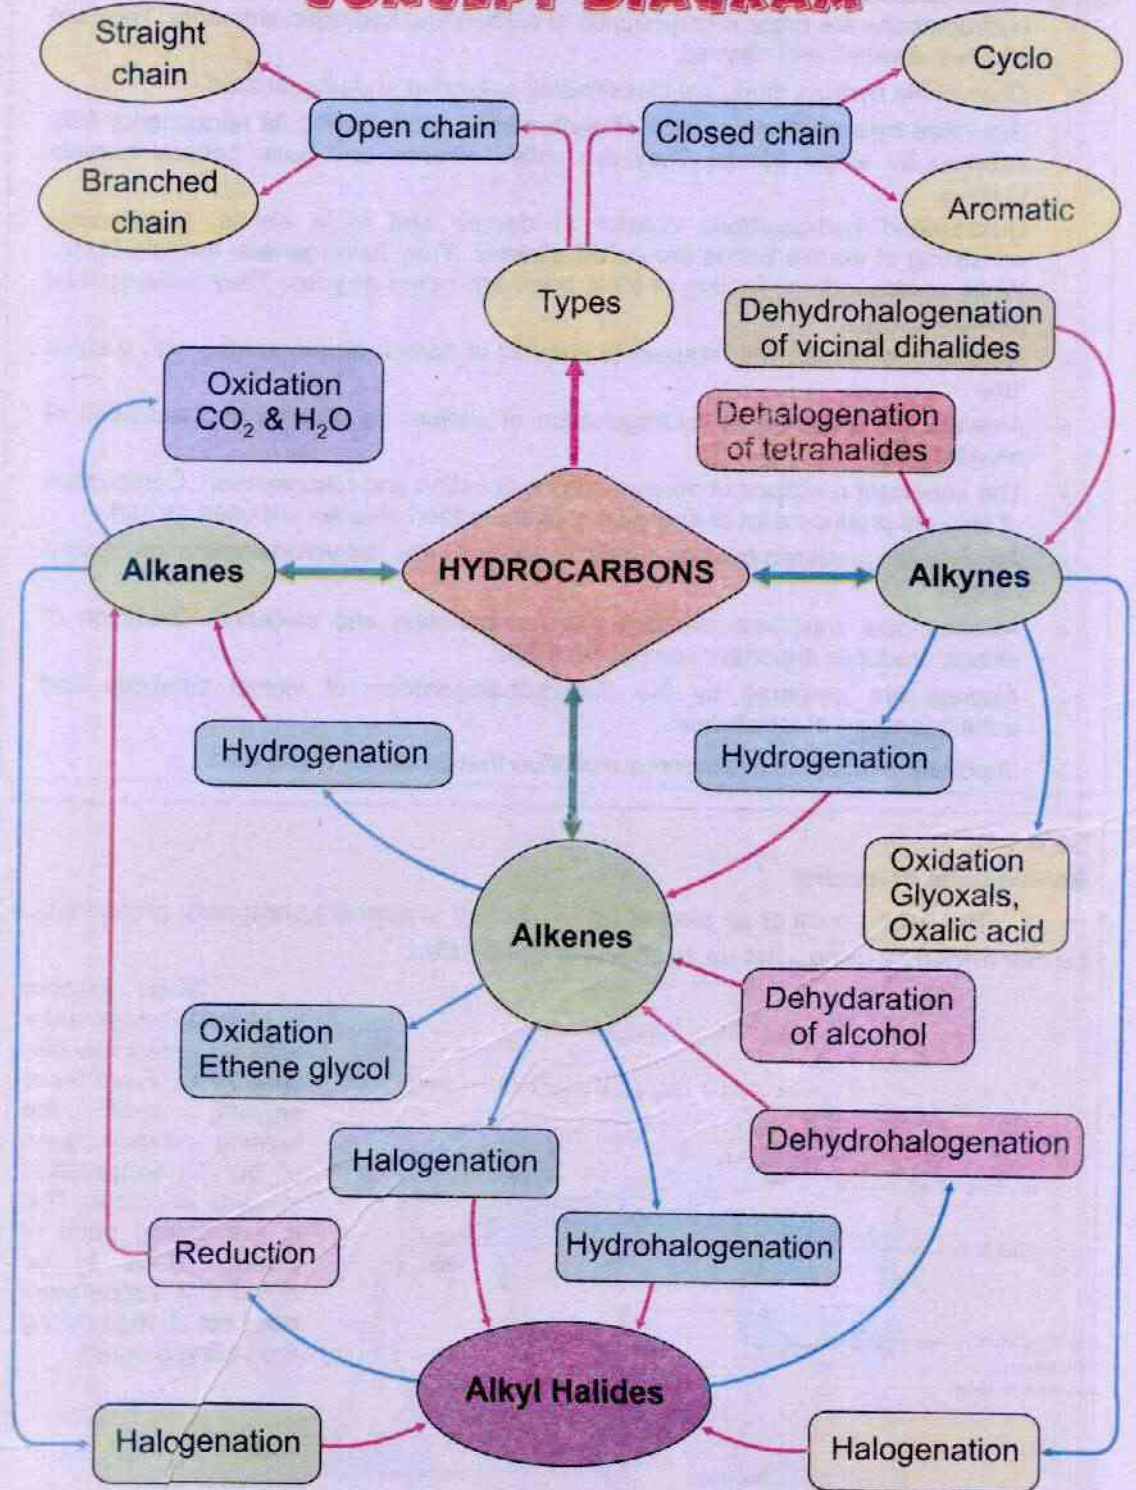 CONCEPT DIAGRAM
Straight
chain
Cyclo
Open chain
Closed chain
Branched
chain
Aromatic
Types
Dehydrohalogenation
of vicinal dihalides
Oxidation
CO₂ & H₂O
Dehalogenation
of tetrahalides
Alkanes
HYDROCARBONS
Alkynes
Hydrogenation
Hydrogenation
Oxidation
Glyoxals,
Oxalic acid
Alkenes
Dehydaration
of alcohol
Oxidation
Ethene glycol
Dehydrohalogenation
Halogenation
Reduction
Hydrohalogenation
Alkyl Halides
Halogenation
Halogenation